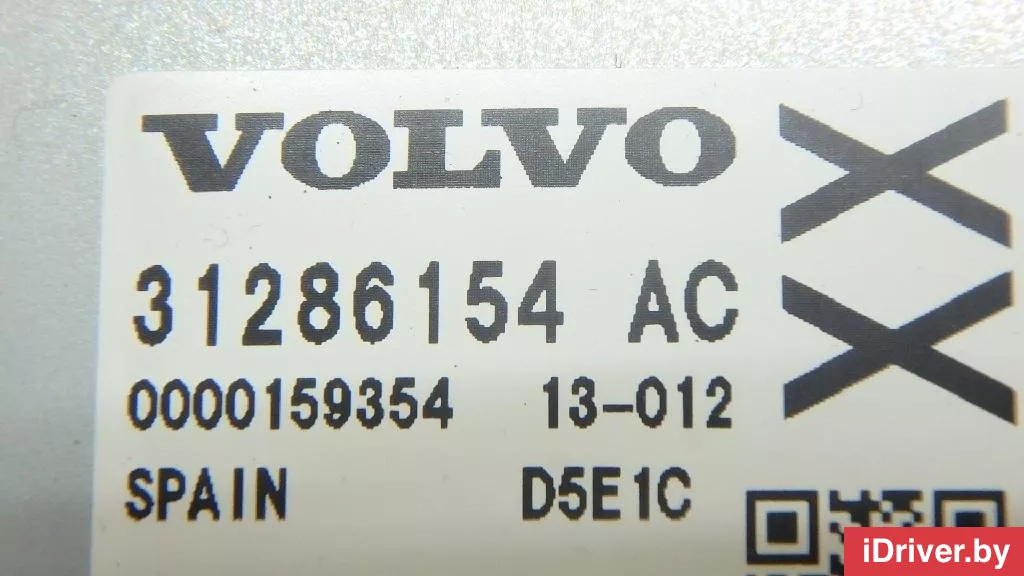 VOLVO
31286154 AC
0000159354 13-012
SPAIN D5E1C
XX
iDriver.by